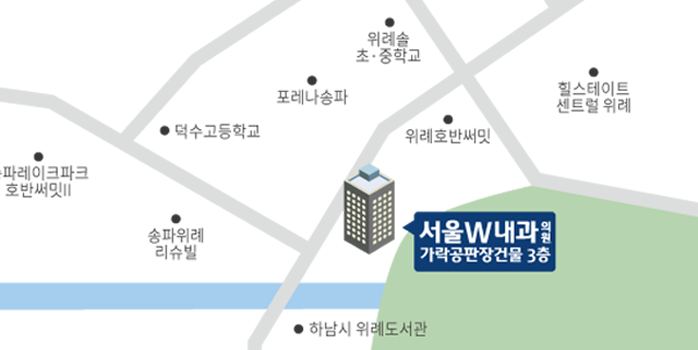 위례솔
초·중학교
포레나송파
힐스테이트
센트럴 위례
덕수고등학교
위례호반써밋
송파레이크파크
호반써밋II
송파위례
리슈빌
서울W내과의원
가락공판장건물 3층
하남시 위례도서관